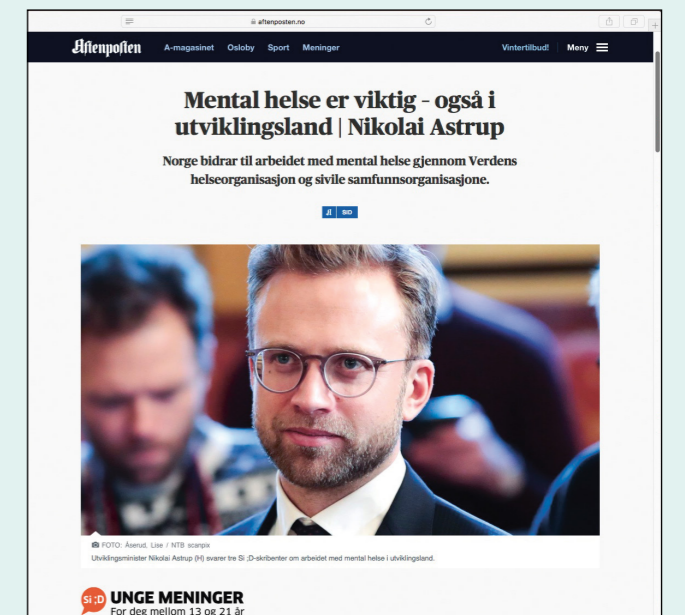 aftenposten.no
Aftenposten A-magasinet Osloby Sport Meninger Vintertilbud! Meny
Mental helse er viktig – også i
utviklingsland | Nikolai Astrup
Norge bidrar til arbeidet med mental helse gjennom Verdens
helseorganisasjon og sivile samfunnsorganisasjone.
SID
FOTO: Åserud, Lise / NTB scanpix
Utviklingsminister Nikolai Astrup (H) svarer tre Si ;D-skribenter om arbeidet med mental helse i utviklingsland.
Si ;D UNGE MENINGER
For deg mellom 13 og 21 år